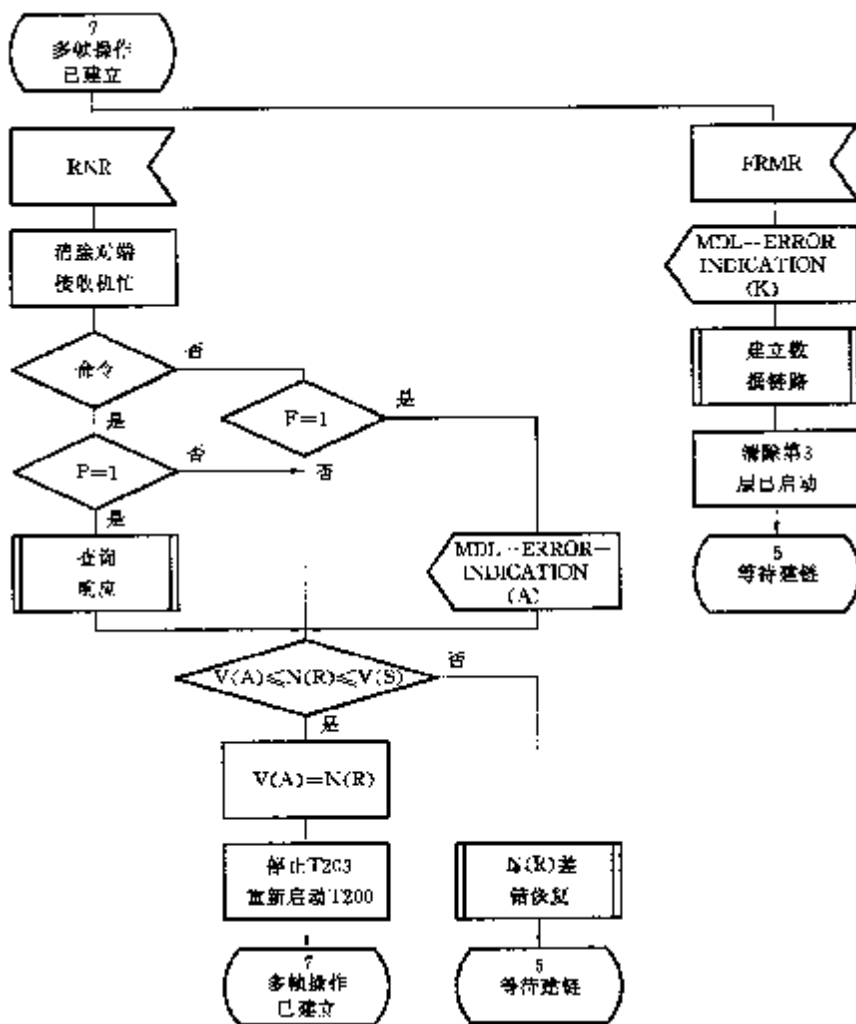 7
多帧操作
已建立
RNR
FRMR
清除对端
接收机忙
MDL--ERROR
INDICATION
(K)
命令
否
是
F=1
是
否
建立数
据链路
P=1
否
是
清除第3
层已启动
查询
响应
MDL--ERROR—
INDICATION
(A)
5
等待建链
V(A)≤N(R)≤V(S)
否
是
V(A)=N(R)
停止T203
重新启动T200
N(R)差
错恢复
7
多帧操作
已建立
5
等待建链